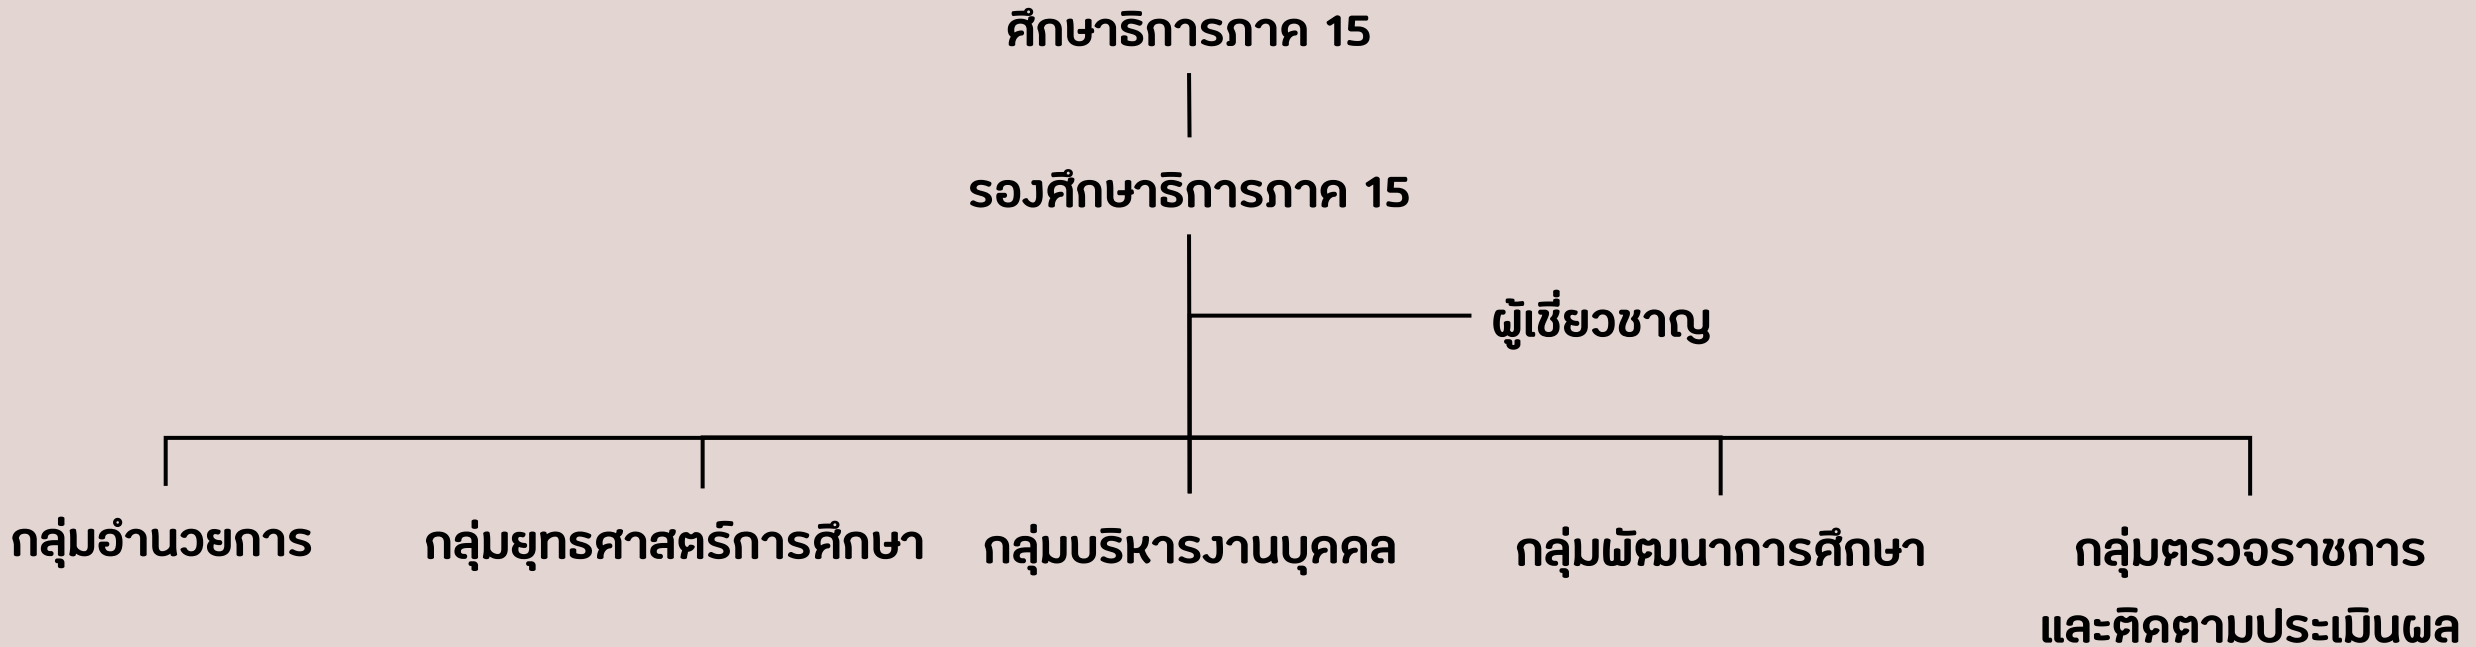 ศึกษาธิการภาค 15
รองศึกษาธิการภาค 15
ผู้เชี่ยวชาญ
กลุ่มอำนวยการ
กลุ่มยุทธศาสตร์การศึกษา
กลุ่มบริหารงานบุคคล
กลุ่มพัฒนาการศึกษา
กลุ่มตรวจราชการ
และติดตามประเมินผล